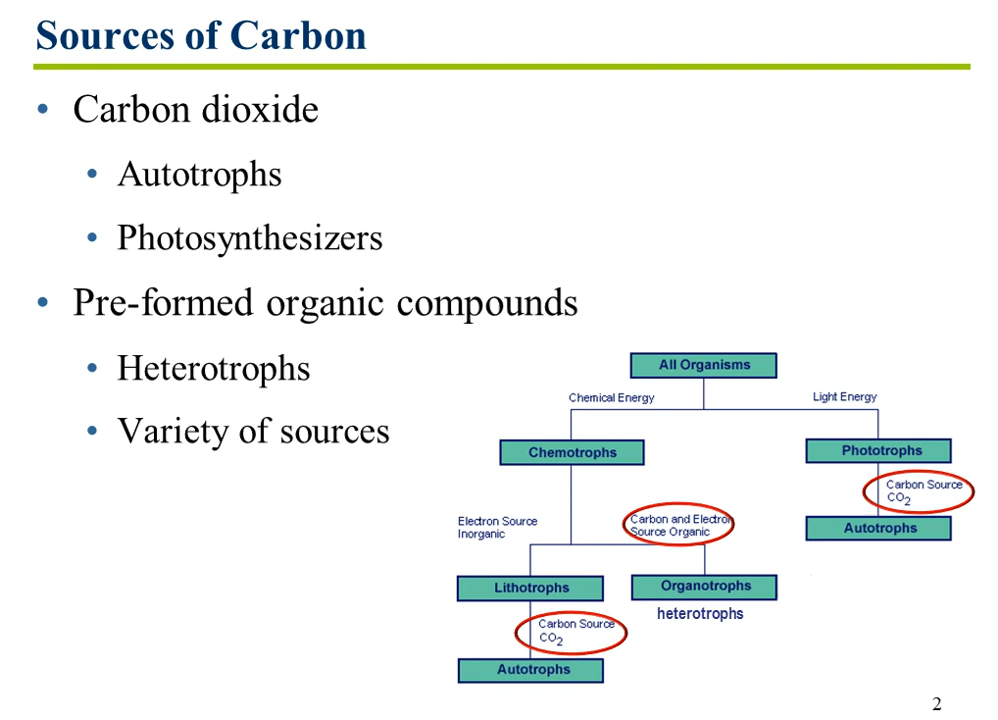 Sources of Carbon
• Carbon dioxide
• Autotrophs
• Photosynthesizers
• Pre-formed organic compounds
• Heterotrophs
• Variety of sources
All Organisms
Chemical Energy
Light Energy
Chemotrophs
Phototrophs
Carbon Source
CO₂
Autotrophs
Electron Source
Inorganic
Carbon and Electron
Source Organic
Lithotrophs
Organotrophs
heterotrophs
Carbon Source
CO₂
Autotrophs
2